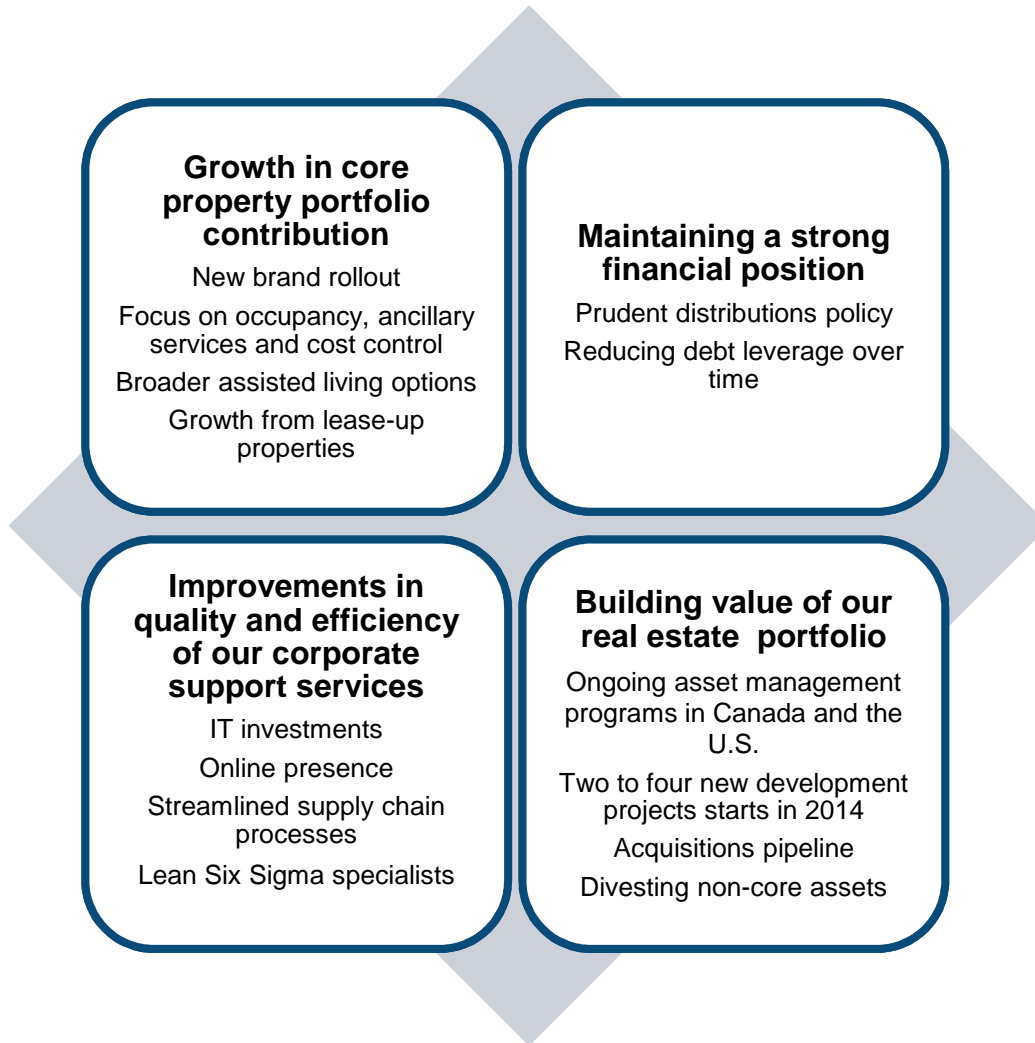 Growth in core
property portfolio
contribution
New brand rollout
Focus on occupancy, ancillary
services and cost control
Broader assisted living options
Growth from lease-up
properties
Maintaining a strong
financial position
Prudent distributions policy
Reducing debt leverage over
time
Improvements in
quality and efficiency
of our corporate
support services
IT investments
Online presence
Streamlined supply chain
processes
Lean Six Sigma specialists
Building value of our
real estate portfolio
Ongoing asset management
programs in Canada and the
U.S.
Two to four new development
projects starts in 2014
Acquisitions pipeline
Divesting non-core assets